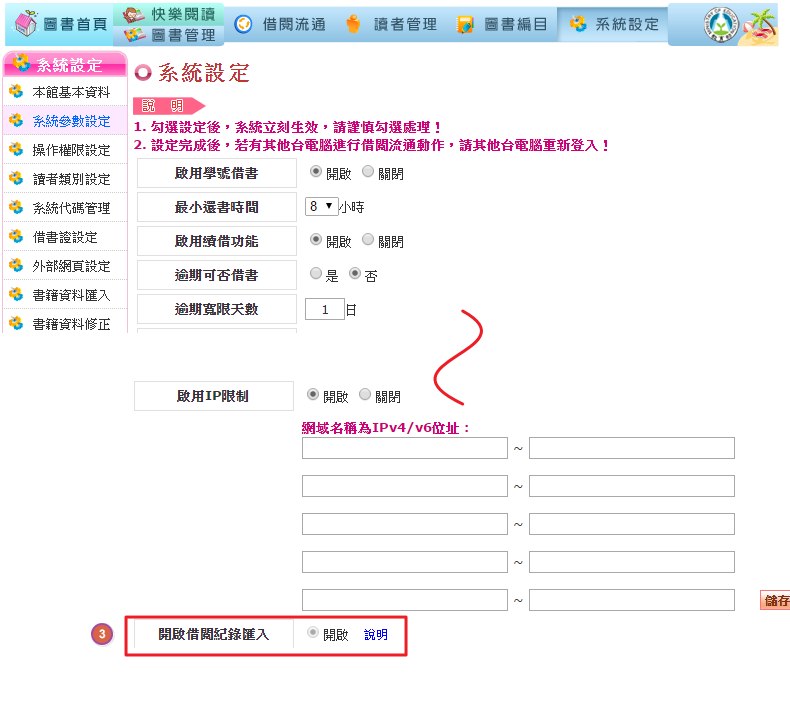 圖書首頁
快樂閱讀
圖書管理
借閱流通
讀者管理
圖書編目
系統設定
系統設定
本館基本資料
系統參數設定
操作權限設定
讀者類別設定
系統代碼管理
借書證設定
外部網頁設定
書籍資料匯入
書籍資料修正
系統設定
說 明
1. 勾選設定後，系統立刻生效，請謹慎勾選處理！
2. 設定完成後，若有其他台電腦進行借閱流通動作，請其他台電腦重新登入！
啟用學號借書 開啟 關閉
最小還書時間 8 ▼ 小時
啟用續借功能 開啟 關閉
逾期可否借書 是 否
逾期寬限天數 1 日
啟用IP限制 開啟 關閉
網域名稱為IPv4/v6位址：
~
~
~
~
~
儲存
3 開啟借閱紀錄匯入 開啟 說明